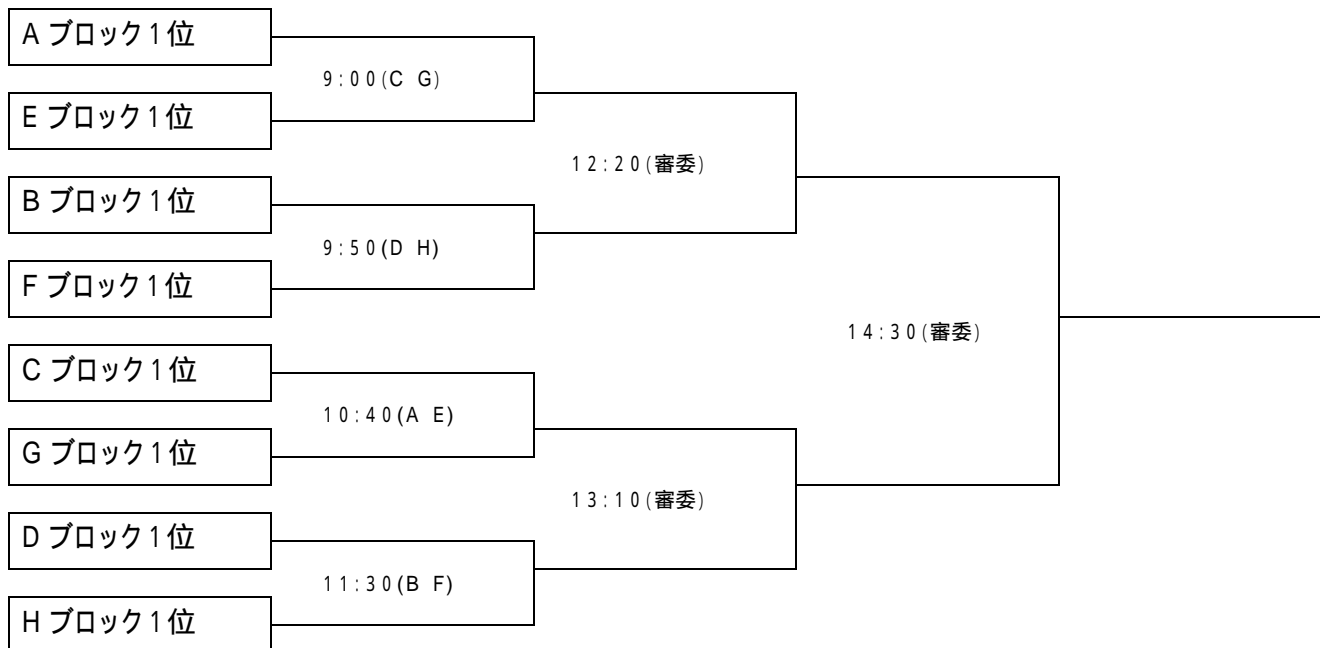 A ブロック1位
9:00(C G)
E ブロック1位
12:20(審委)
B ブロック1位
9:50(D H)
F ブロック1位
14:30(審委)
C ブロック1位
10:40(A E)
G ブロック1位
13:10(審委)
D ブロック1位
11:30(B F)
H ブロック1位